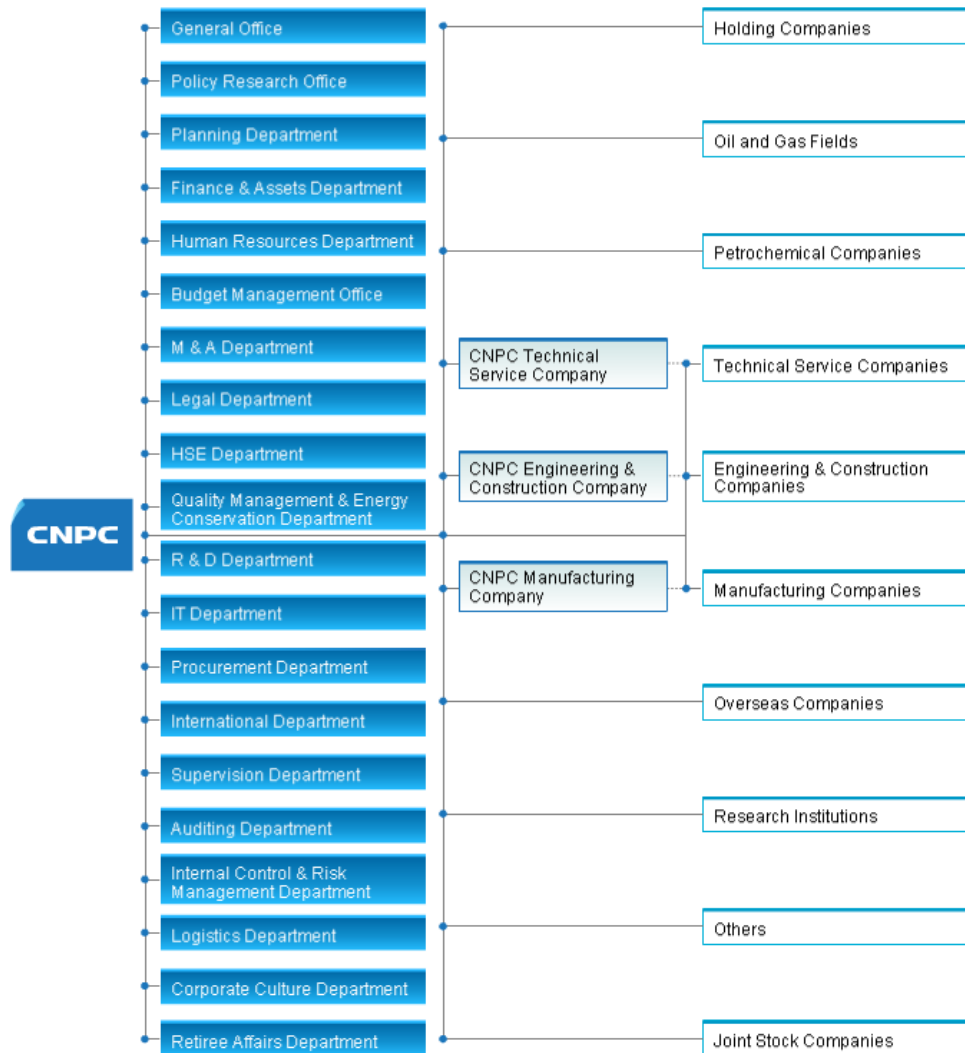 CNPC
General Office
Policy Research Office
Planning Department
Finance & Assets Department
Human Resources Department
Budget Management Office
M & A Department
Legal Department
HSE Department
Quality Management & Energy
Conservation Department
R & D Department
IT Department
Procurement Department
International Department
Supervision Department
Auditing Department
Internal Control & Risk
Management Department
Logistics Department
Corporate Culture Department
Retiree Affairs Department
CNPC Technical
Service Company
CNPC Engineering &
Construction Company
CNPC Manufacturing
Company
Holding Companies
Oil and Gas Fields
Petrochemical Companies
Technical Service Companies
Engineering & Construction
Companies
Manufacturing Companies
Overseas Companies
Research Institutions
Others
Joint Stock Companies